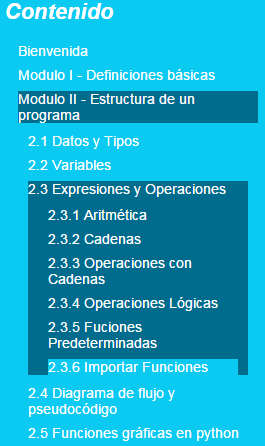 Contenido
Bienvenida
Modulo I - Definiciones básicas
Modulo II - Estructura de un
programa
2.1 Datos y Tipos
2.2 Variables
2.3 Expresiones y Operaciones
2.3.1 Aritmética
2.3.2 Cadenas
2.3.3 Operaciones con
Cadenas
2.3.4 Operaciones Lógicas
2.3.5 Fuciones
Predeterminadas
2.3.6 Importar Funciones
2.4 Diagrama de flujo y
pseudocódigo
2.5 Funciones gráficas en python